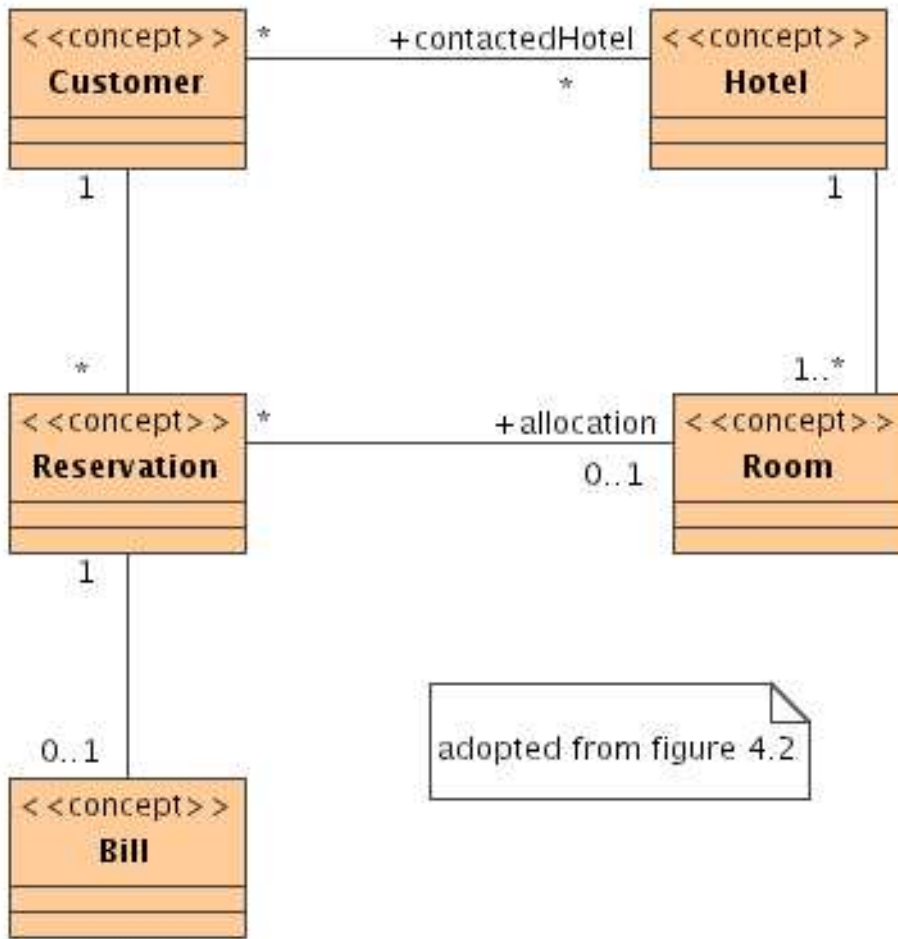 <<concept>>
Customer
*
+contactedHotel
*
<<concept>>
Hotel
1
1
*
1..*
<<concept>>
Reservation
*
+allocation
0..1
<<concept>>
Room
1
0..1
adopted from figure 4.2
<<concept>>
Bill